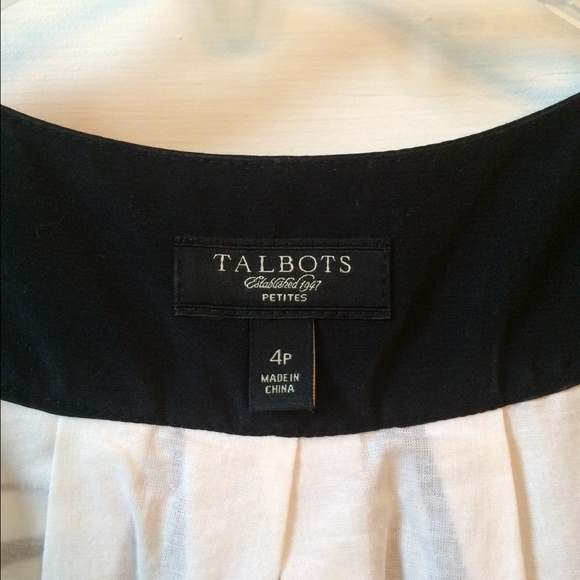 TALBOTS
Established 1947
PETITES
4P
MADE IN
CHINA